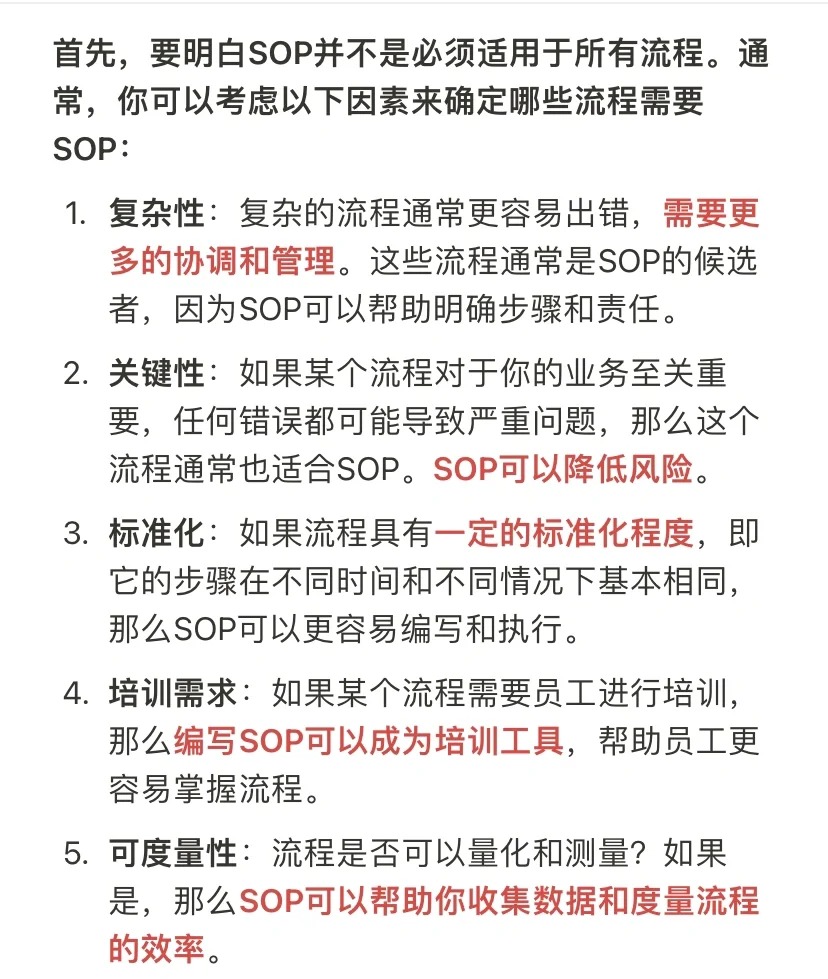 首先，要明白SOP并不是必须适用于所有流程。通
常，你可以考虑以下因素来确定哪些流程需要
SOP：
1. 复杂性：复杂的流程通常更容易出错，需要更
多的协调和管理。这些流程通常是SOP的候选
者，因为SOP可以帮助明确步骤和责任。
2. 关键性：如果某个流程对于你的业务至关重
要，任何错误都可能导致严重问题，那么这个
流程通常也适合SOP。SOP可以降低风险。
3. 标准化：如果流程具有一定的标准化程度，即
它的步骤在不同时间和不同情况下基本相同，
那么SOP可以更容易编写和执行。
4. 培训需求：如果某个流程需要员工进行培训，
那么编写SOP可以成为培训工具，帮助员工更
容易掌握流程。
5. 可度量性：流程是否可以量化和测量？如果
是，那么SOP可以帮助你收集数据和度量流程
的效率。